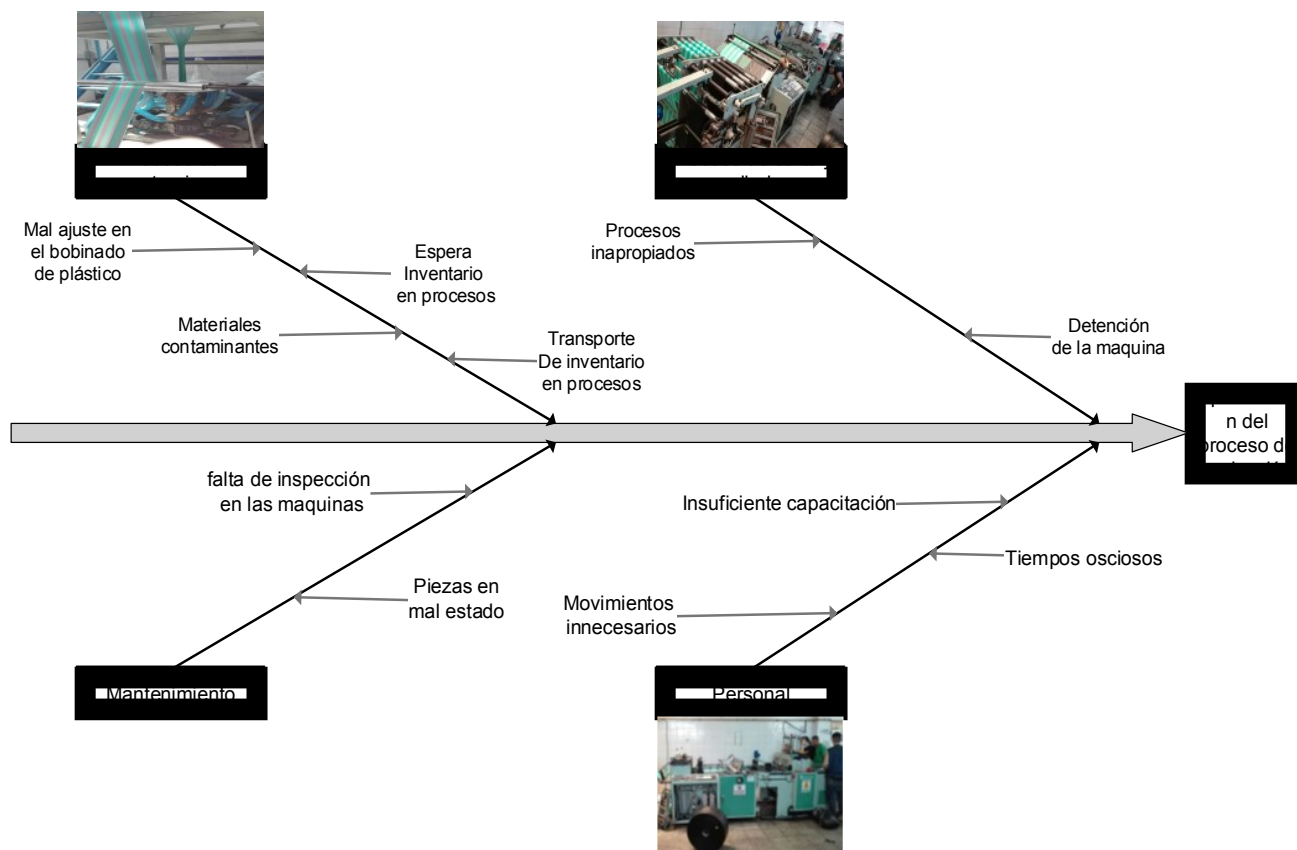 Mal ajuste en
el bobinado
de plástico
Espera
Inventario
en procesos
Materiales
contaminantes
Transporte
De inventario
en procesos
Procesos
inapropiados
Detención
de la maquina
n del
proceso
falta de inspección
en las maquinas
Piezas en
mal estado
Insuficiente capacitación
Tiempos osciosos
Movimientos
innecesarios
Mantenimiento
Personal